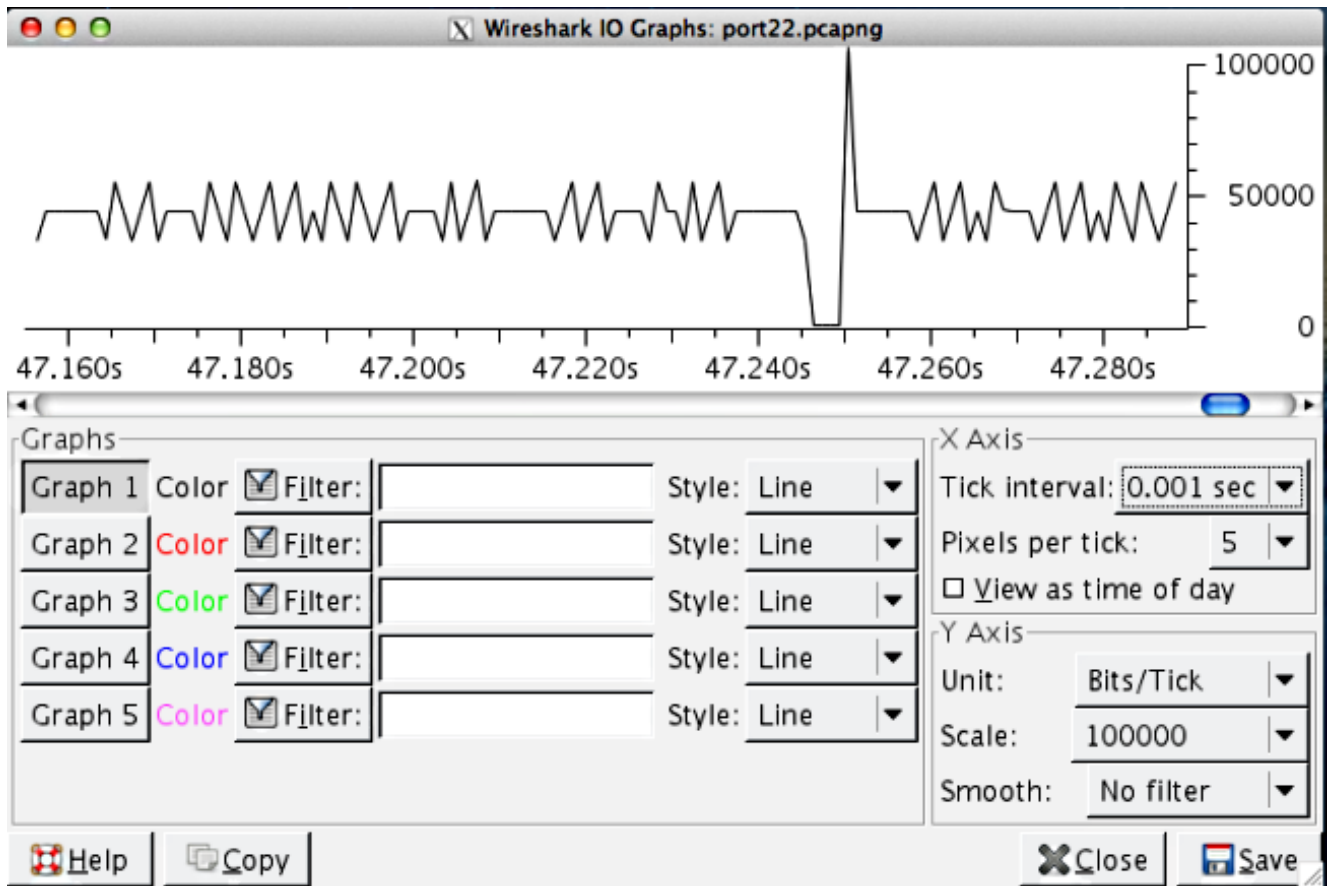 Wireshark IO Graphs: port22.pcapng
100000
50000
0
47.160s 47.180s 47.200s 47.220s 47.240s 47.260s 47.280s
Graphs
Graph 1 Color Filter: Style: Line
Graph 2 Color Filter: Style: Line
Graph 3 Color Filter: Style: Line
Graph 4 Color Filter: Style: Line
Graph 5 Color Filter: Style: Line
X Axis
Tick interval: 0.001 sec
Pixels per tick: 5
View as time of day
Y Axis
Unit: Bits/Tick
Scale: 100000
Smooth: No filter
Help Copy Close Save